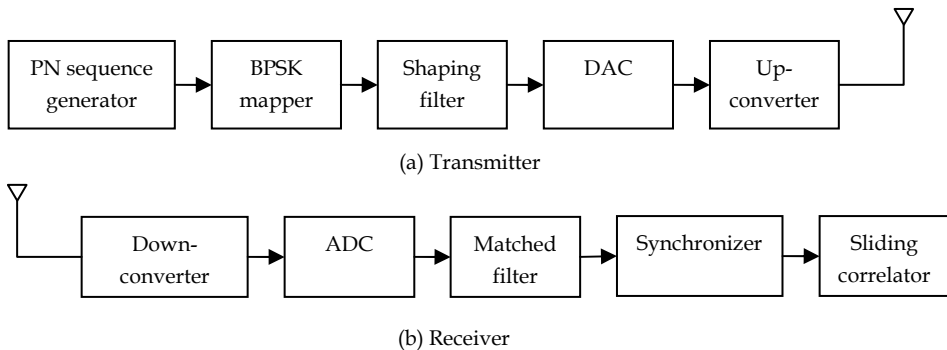 PN sequence
generator
BPSK
mapper
Shaping
filter
DAC
Up-
converter
(a) Transmitter
Down-
converter
ADC
Matched
filter
Synchronizer
Sliding
correlator
(b) Receiver